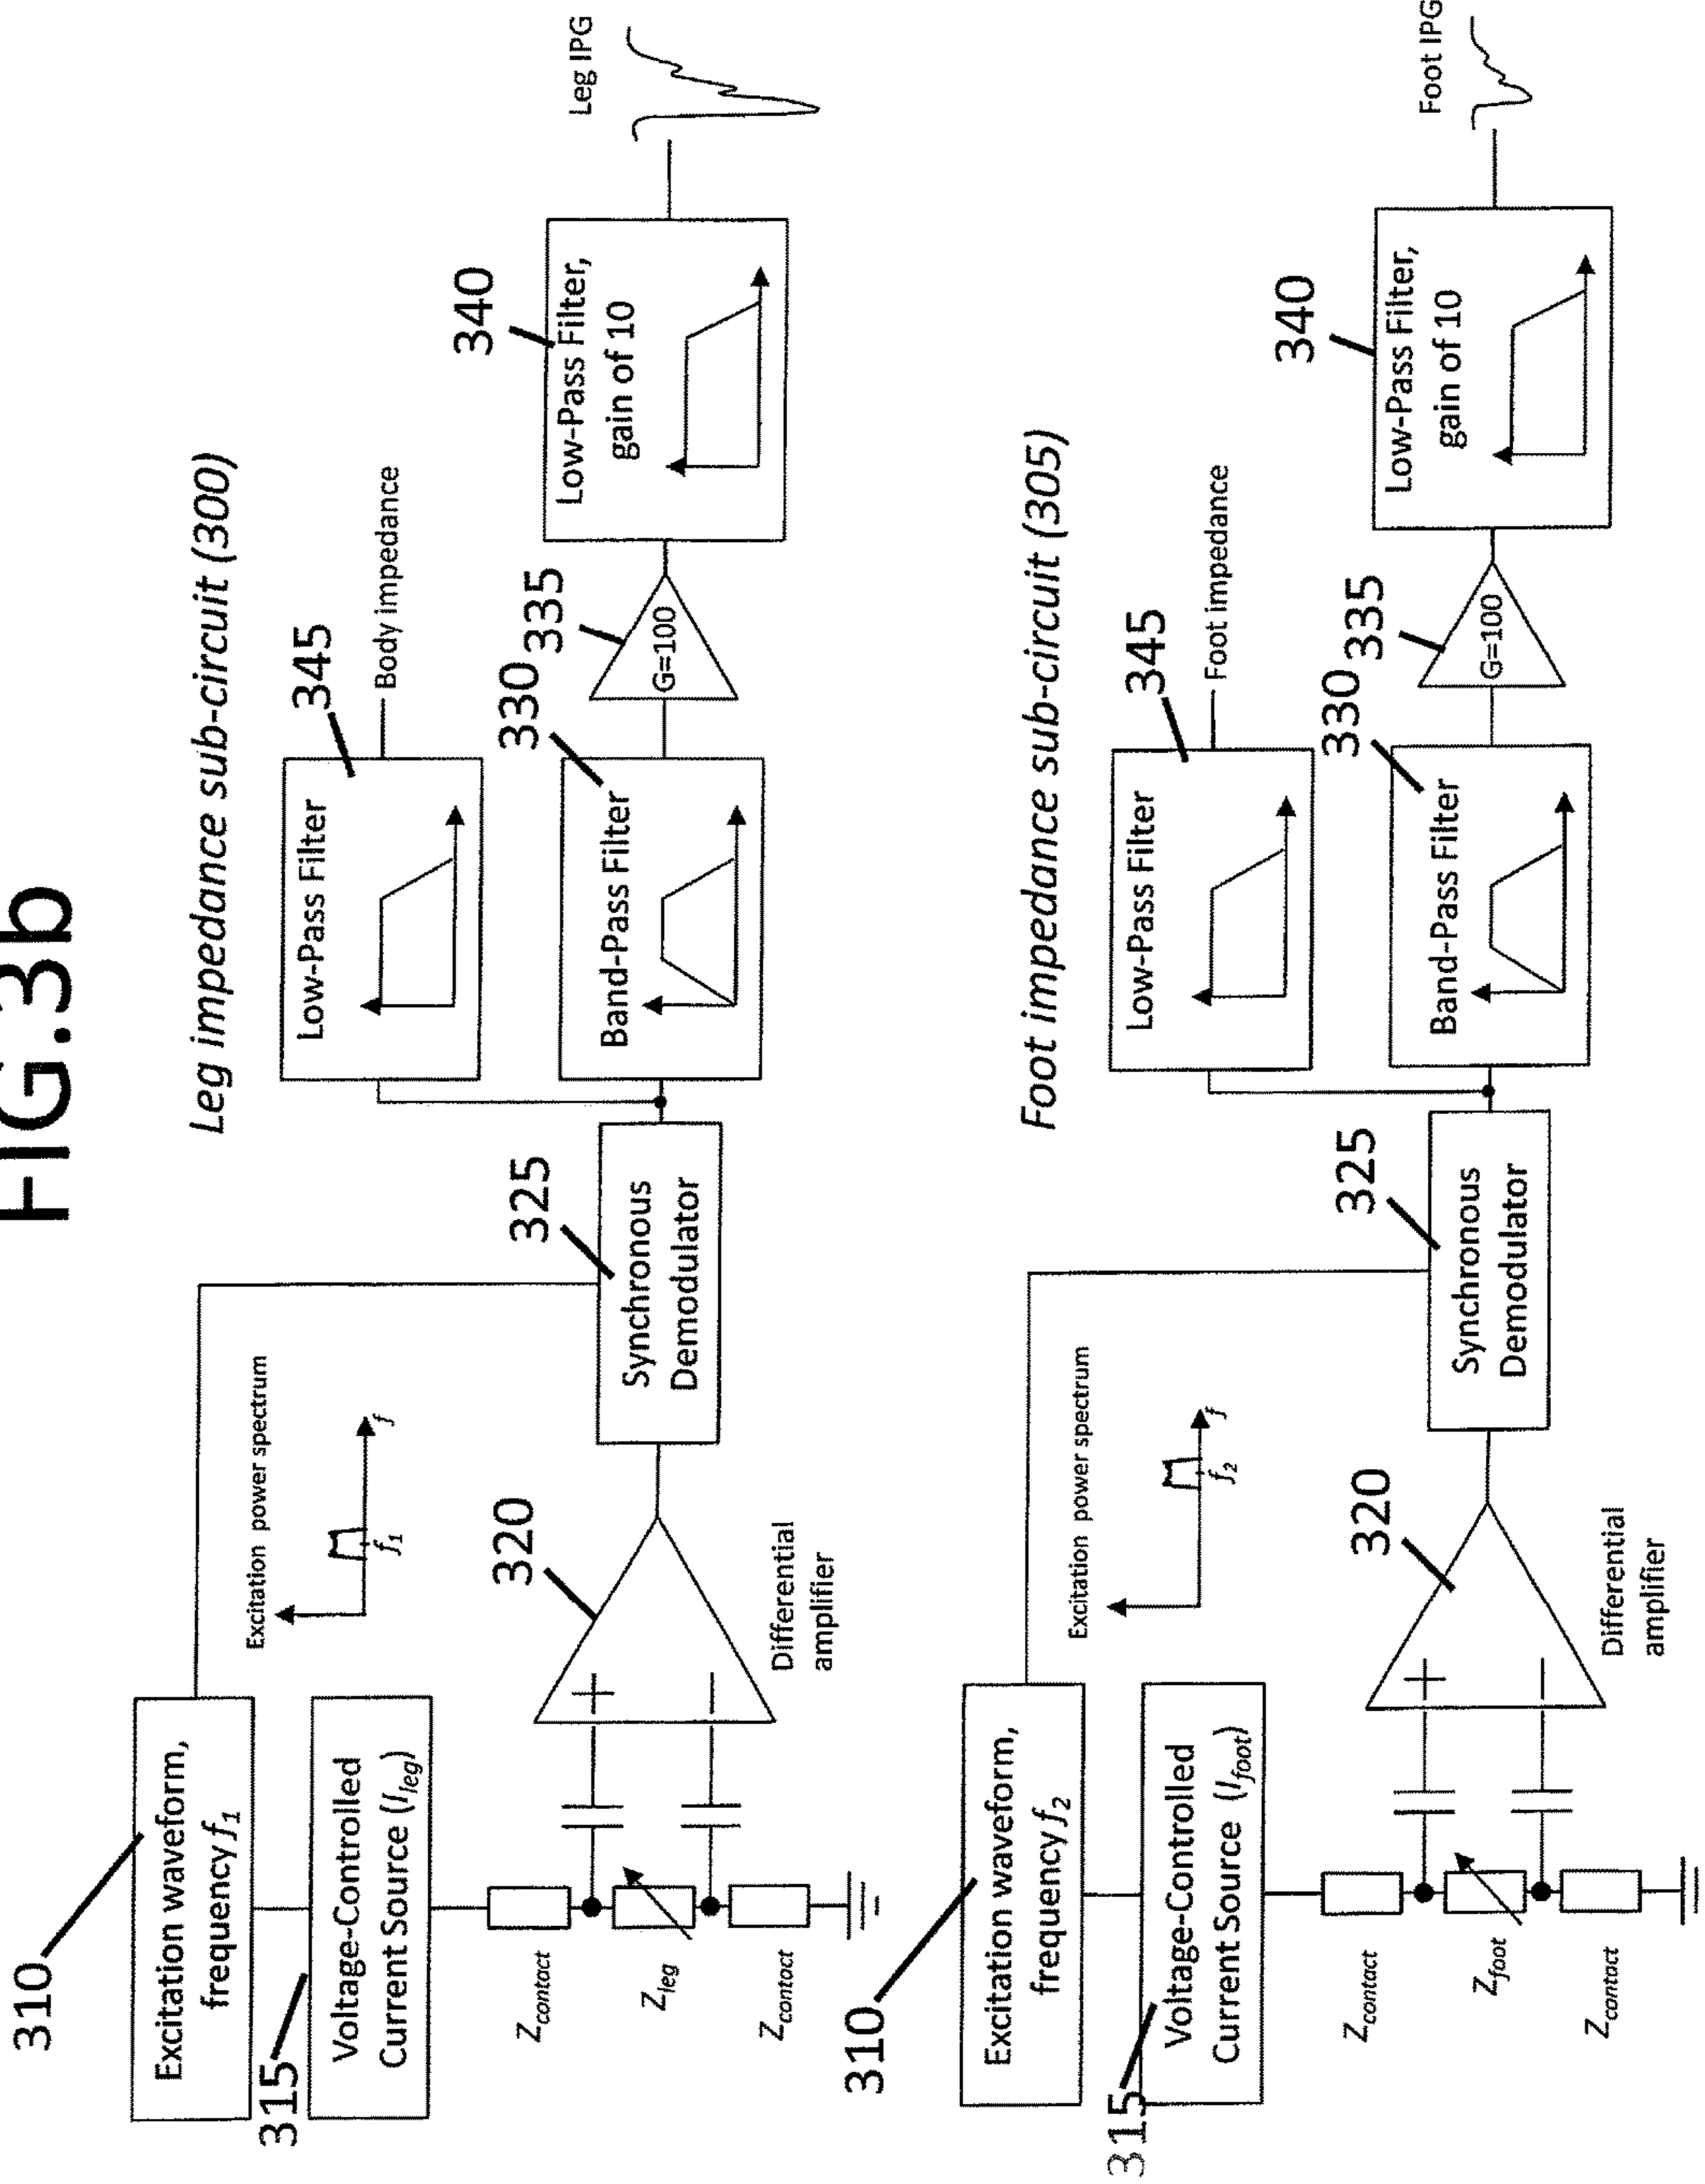 FIG.3b
Leg impedance sub-circuit (300)
310
Excitation waveform,
frequency f1
315
Voltage-Controlled
Current Source (Ileg)
Excitation power spectrum
f1
f
Zcontact
Zleg
Zcontact
320
Differential
amplifier
325
Synchronous
Demodulator
345
Low-Pass Filter
Body impedance
330
Band-Pass Filter
335
G=100
340
Low-Pass Filter,
gain of 10
Leg IPG
Foot impedance sub-circuit (305)
310
Excitation waveform,
frequency f2
315
Voltage-Controlled
Current Source (Ifoot)
Excitation power spectrum
f2
f
Zcontact
Zfoot
Zcontact
320
Differential
amplifier
325
Synchronous
Demodulator
345
Low-Pass Filter
Foot impedance
330
Band-Pass Filter
335
G=100
340
Low-Pass Filter,
gain of 10
Foot IPG